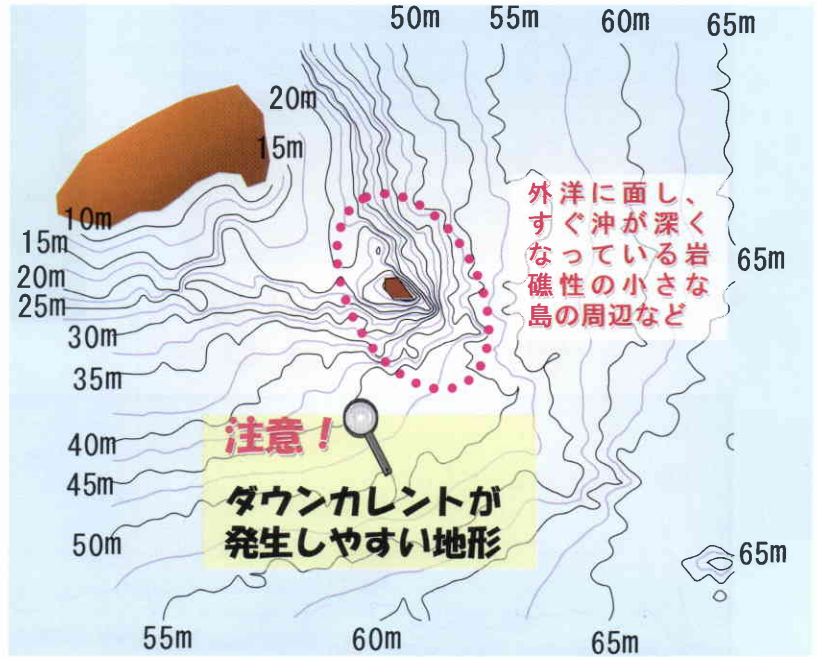 50m 55m 60m 65m
20m
15m
10m
15m
20m
25m
30m
35m
40m
45m
50m
55m 60m 65m
65m
65m
外洋に面し、
すぐ沖が深く
なっている岩
礁性の小さな
島の周辺など
注意!
ダウンカレントが
発生しやすい地形